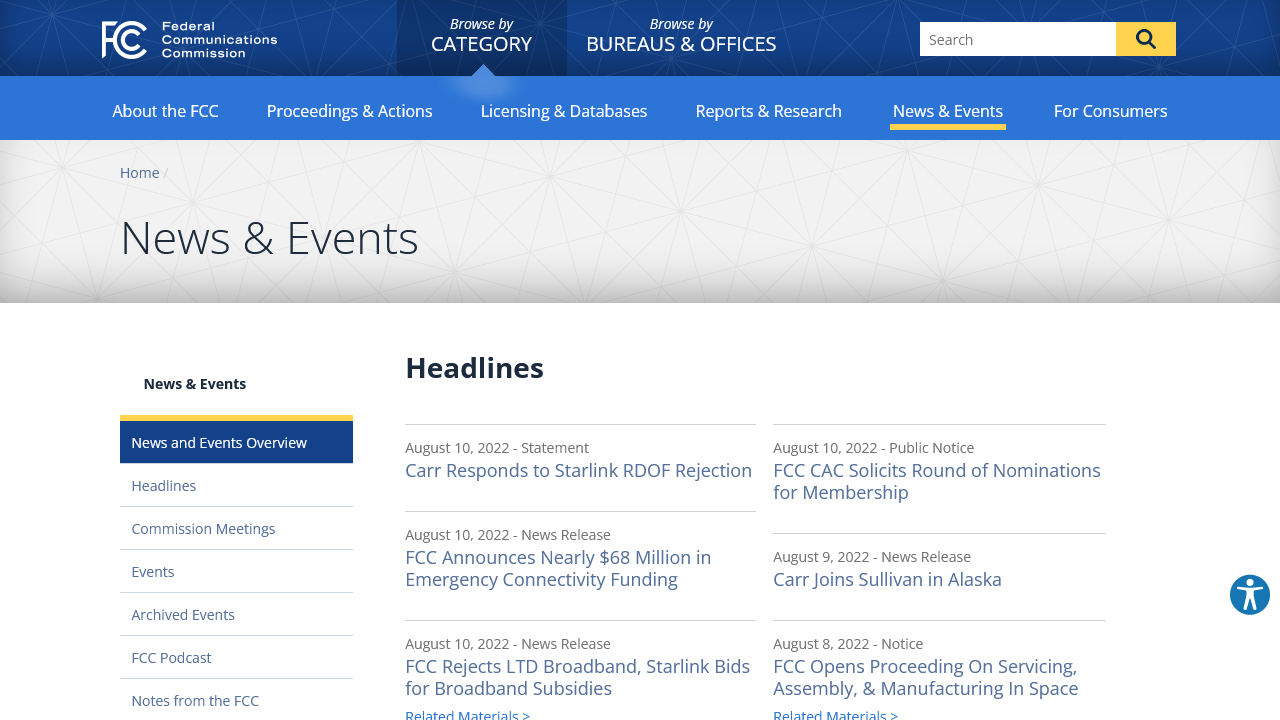 Federal
Communications
Commission
Browse by
CATEGORY
Browse by
BUREAUS & OFFICES
Search
About the FCC
Proceedings & Actions
Licensing & Databases
Reports & Research
News & Events
For Consumers
Home /
News & Events
News & Events
News and Events Overview
Headlines
Commission Meetings
Events
Archived Events
FCC Podcast
Notes from the FCC
Headlines
August 10, 2022 - Statement
Carr Responds to Starlink RDOF Rejection
August 10, 2022 - News Release
FCC Announces Nearly $68 Million in
Emergency Connectivity Funding
August 10, 2022 - News Release
FCC Rejects LTD Broadband, Starlink Bids
for Broadband Subsidies
Related Materials >
August 10, 2022 - Public Notice
FCC CAC Solicits Round of Nominations
for Membership
August 9, 2022 - News Release
Carr Joins Sullivan in Alaska
August 8, 2022 - Notice
FCC Opens Proceeding On Servicing,
Assembly, & Manufacturing In Space
Related Materials >